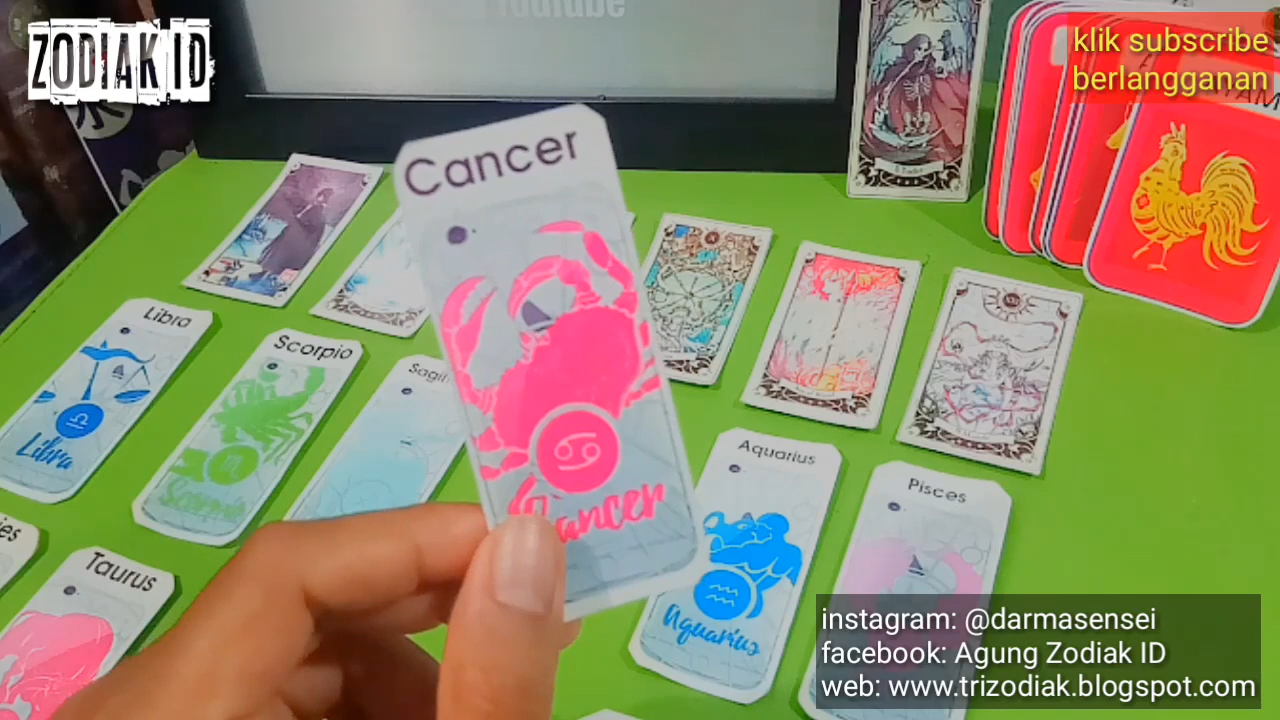 YouTube
ZODIAK ID
klik subscribe
berlangganan
Cancer
Cancer
Libra
Libra
Scorpio
Scorpio
Taurus
Aquarius
Aquarius
Pisces
instagram: @darmasensei
facebook: Agung Zodiak ID
web: www.trizodiak.blogspot.com